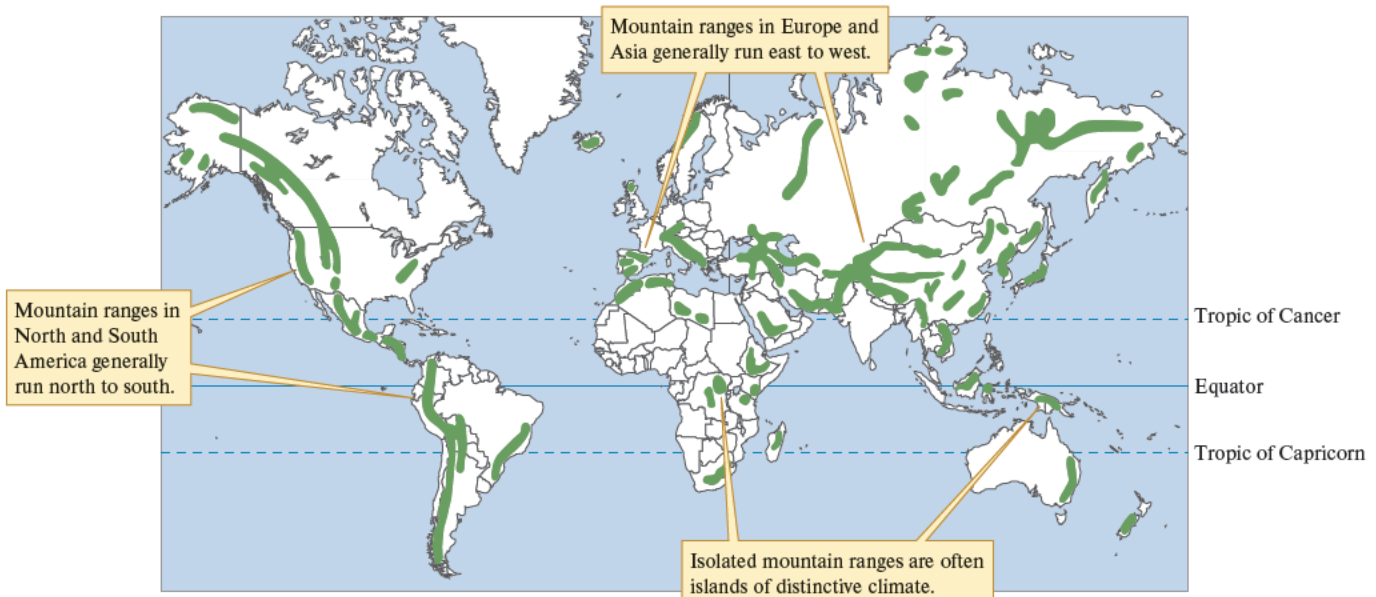 Mountain ranges in Europe and
Asia generally run east to west.
Mountain ranges in
North and South
America generally
run north to south.
Tropic of Cancer
Equator
Tropic of Capricorn
Isolated mountain ranges are often
islands of distinctive climate.